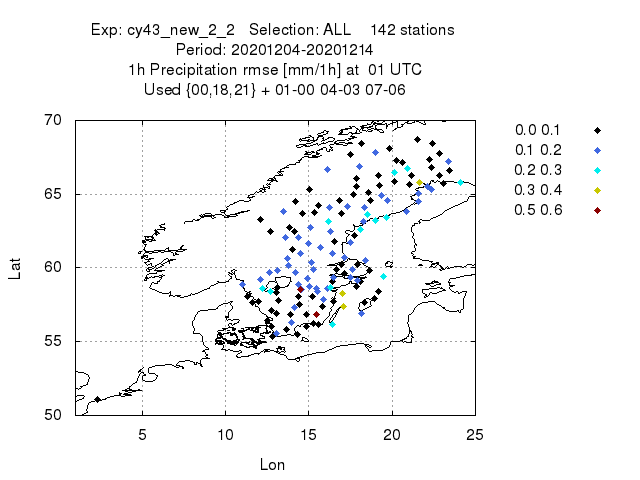 Exp: cy43_new_2_2   Selection: ALL    142 stations
Period: 20201204-20201214
1h Precipitation rmse [mm/1h] at  01 UTC
Used {00,18,21} + 01-00 04-03 07-06
70
65
60
55
50
Lat
5 10 15 20 25
Lon
0.0 0.1
0.1 0.2
0.2 0.3
0.3 0.4
0.5 0.6